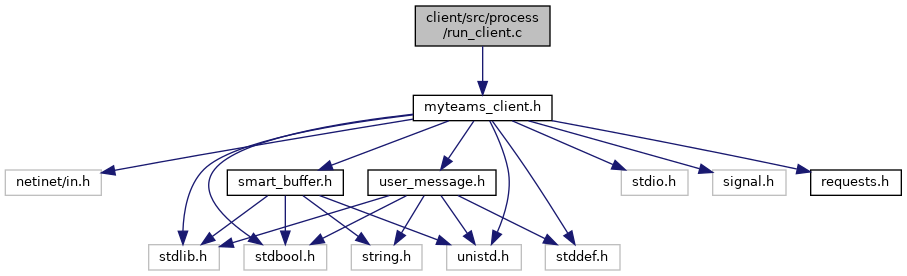 client/src/process
/run_client.c
myteams_client.h
netinet/in.h
smart_buffer.h
user_message.h
stdio.h
signal.h
requests.h
stdlib.h
stdbool.h
string.h
unistd.h
stddef.h